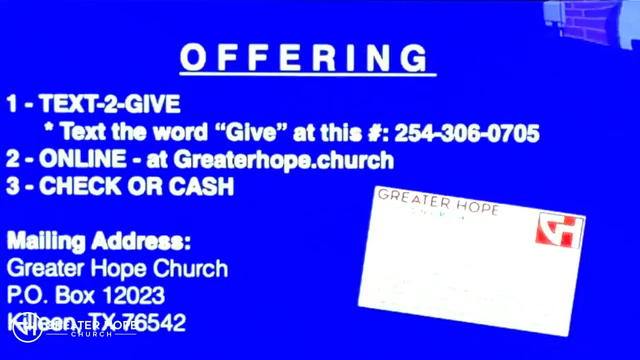 OFFERING
1 - TEXT-2-GIVE
* Text the word “Give” at this #: 254-306-0705
2 - ONLINE - at Greaterhope.church
3 - CHECK OR CASH
GREATER HOPE
CHURCH
Mailing Address:
Greater Hope Church
P.O. Box 12023
Killeen, TX 76542
GREATER HOPE
CHURCH